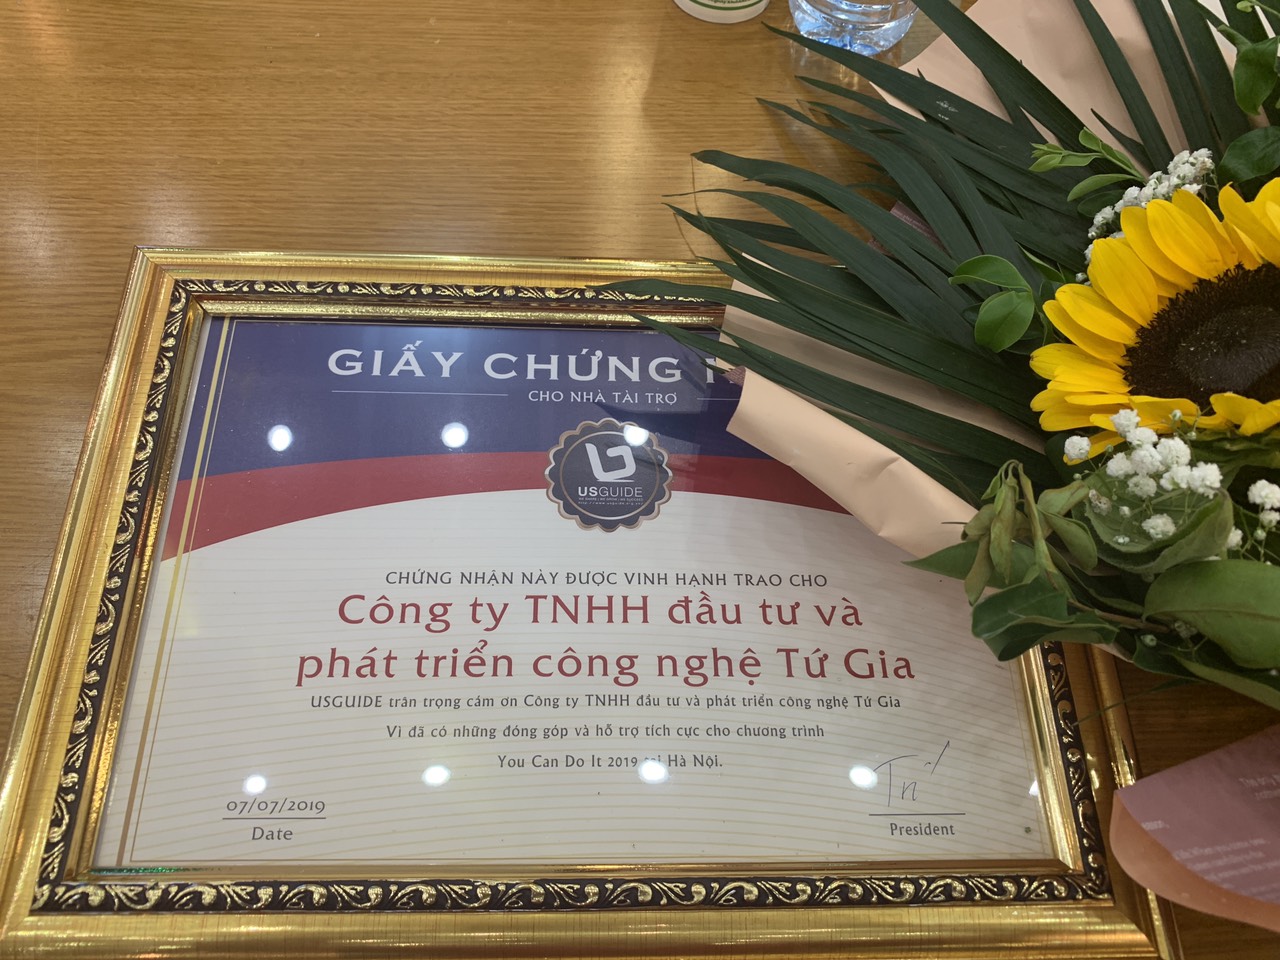 GIẤY CHỨNG
CHO NHÀ TÀI TRỢ
USGUIDE
CHỨNG NHẬN NÀY ĐƯỢC VINH HẠNH TRAO CHO
Công ty TNHH đầu tư và
phát triển công nghệ Tứ Gia
USGUIDE trân trọng cám ơn Công ty TNHH đầu tư và phát triển công nghệ Tứ Gia
Vì đã có những đóng góp và hỗ trợ tích cực cho chương trình
You Can Do It 2019 tại Hà Nội.
07/07/2019
Date
President